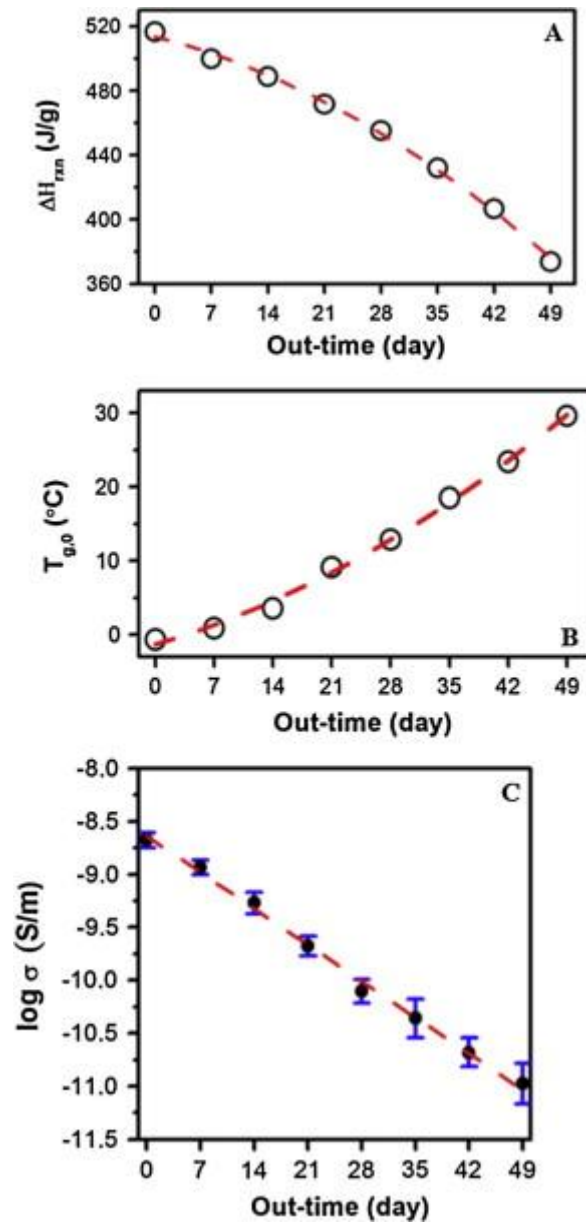 A
520
480
440
400
360
ΔHrxn (J/g)
0 7 14 21 28 35 42 49
Out-time (day)
30
20
10
0
Tg,0 (°C)
B
0 7 14 21 28 35 42 49
Out-time (day)
C
-8.0
-8.5
-9.0
-9.5
-10.0
-10.5
-11.0
-11.5
log σ (S/m)
0 7 14 21 28 35 42 49
Out-time (day)